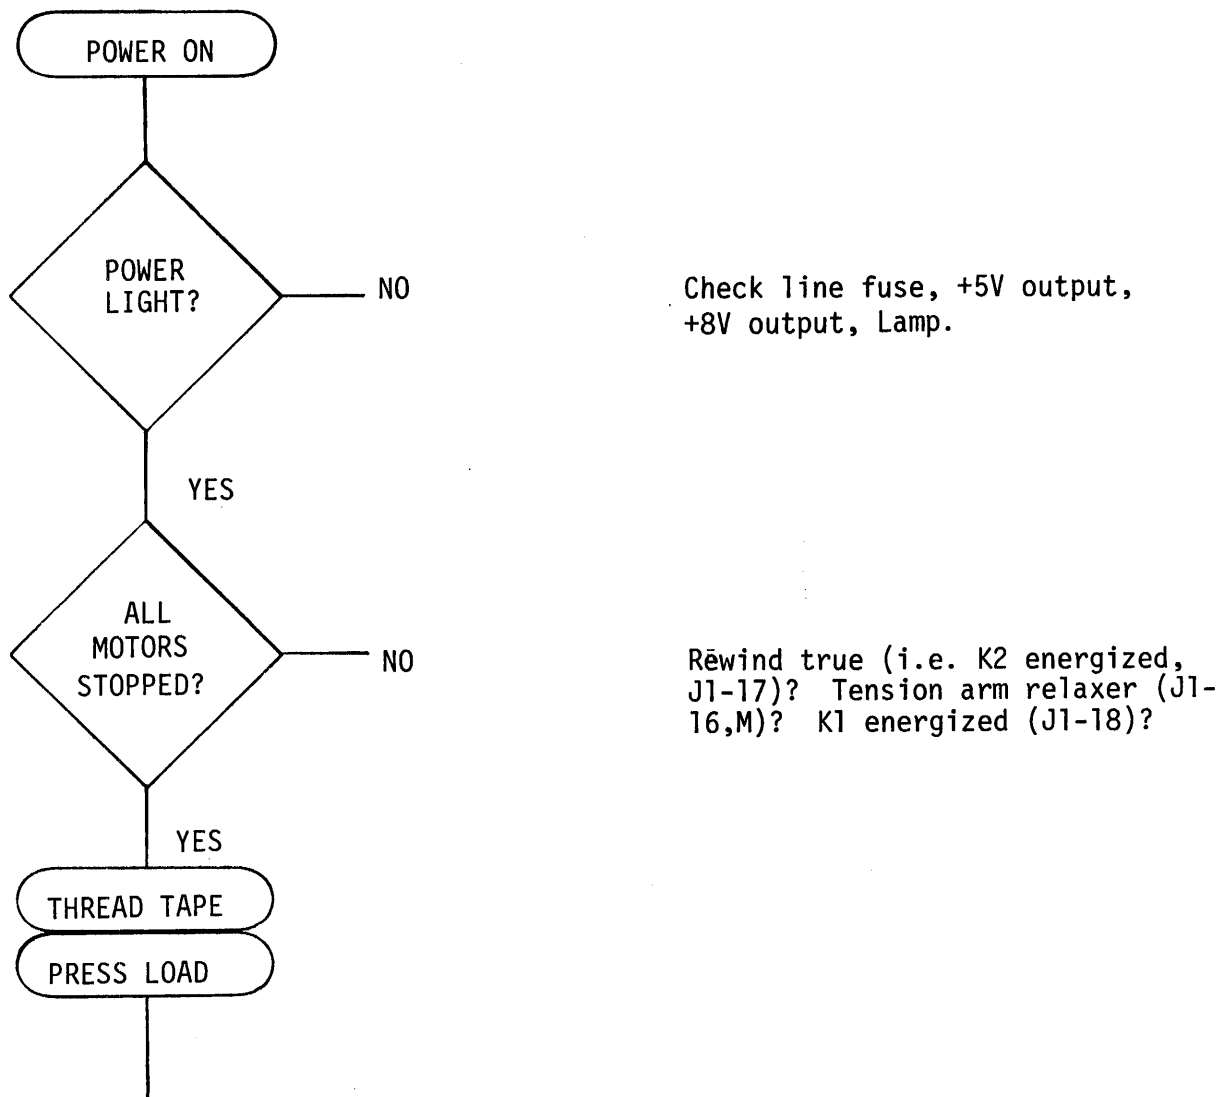 POWER ON
POWER
LIGHT?
NO
Check line fuse, +5V output,
+8V output, Lamp.
YES
ALL
MOTORS
STOPPED?
NO
Rewind true (i.e. K2 energized,
J1-17)? Tension arm relaxer (J1-
16,M)? K1 energized (J1-18)?
YES
THREAD TAPE
PRESS LOAD